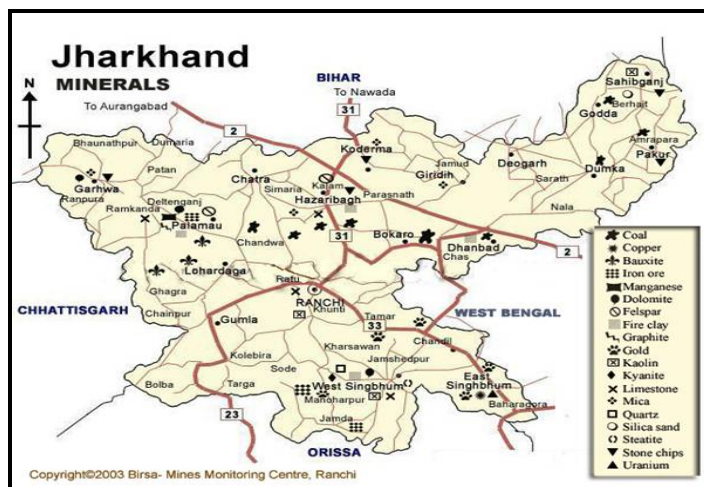 Jharkhand
MINERALS
BIHAR
To Nawada
To Aurangabad
N
31
2
Sahibganj
Berhait
Godda
Amrapara
Pakur
Dumka
Deogarh
Sarath
Nala
Koderma
Jamud
Giridih
Bhaunathpur
Dumaria
Patan
Garhwa
Ranpura
Chatra
Simaria
Kalam
Hazaribagh
Parasnath
Ramkanda
Deltenganj
Palamau
Chandwa
31
Bokaro
Dhanbad
Chas
2
Lohardaga
Ghagra
Chainpur
Ratu
RANCHI
Khunti
Tamar
33
WEST BENGAL
CHHATTISGARH
Gumla
Kharsawan
Chandil
Kolebira
Sode
Jamshedpur
East
Singhbhum
Bolba
Targa
West Singbhum
Manoharpur
Baharadora
23
Jamda
ORISSA
Coal
Copper
Bauxite
Iron ore
Manganese
Dolomite
Felspar
Fire clay
Graphite
Gold
Kaolin
Kyanite
Limestone
Mica
Quartz
Silica sand
Steatite
Stone chips
Uranium
Copyright©2003 Birsa- Mines Monitoring Centre, Ranchi